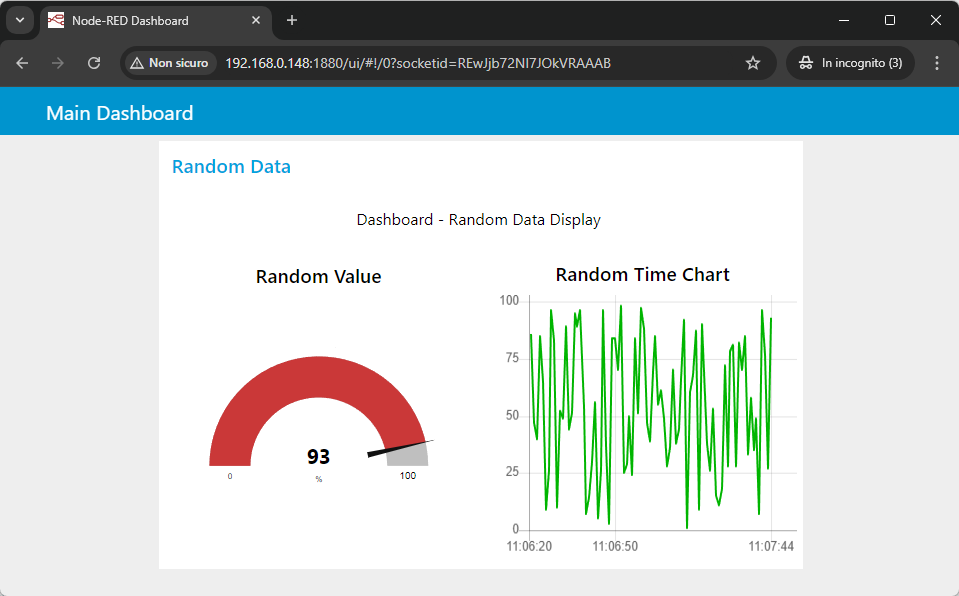 Node-RED Dashboard
Non sicuro 192.168.0.148:1880/ui/#!/0?socketid=REwJjb72NI7JOkVRAAAB In incognito (3)
Main Dashboard
Random Data
Dashboard - Random Data Display
Random Value
93
%
0
100
Random Time Chart
100
75
50
25
0
11:06:20 11:06:50 11:07:44